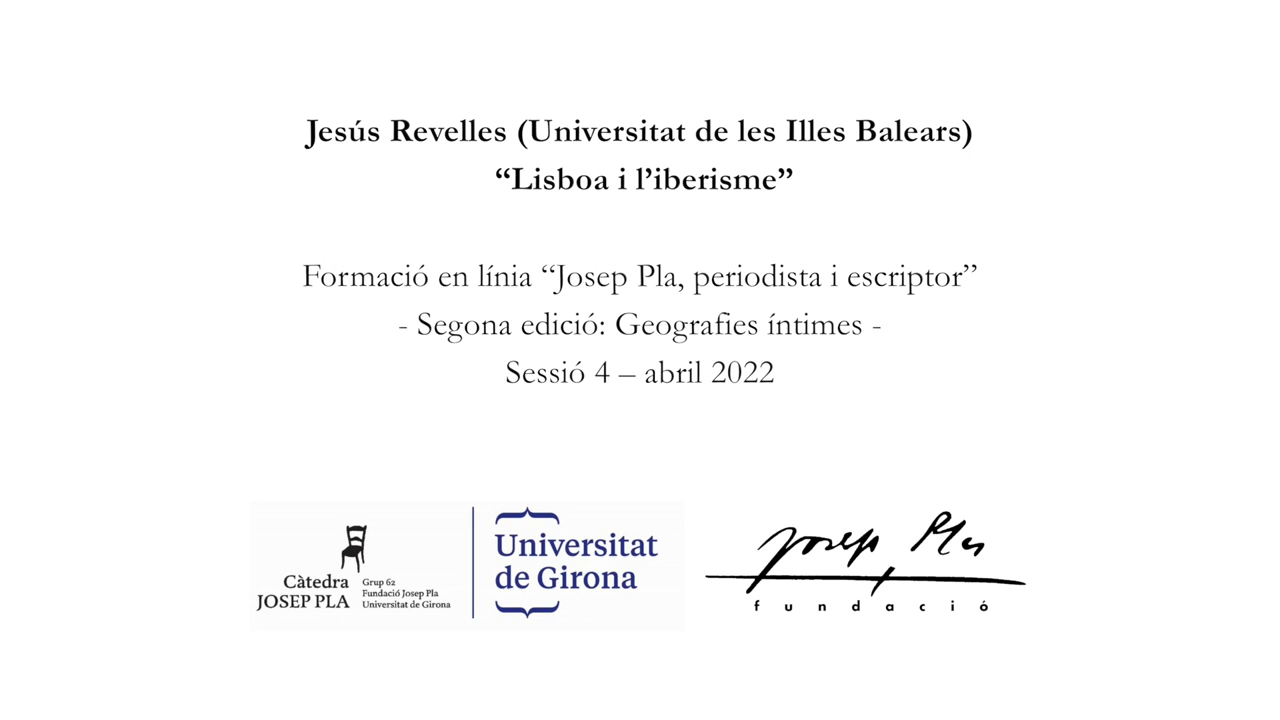 Jesús Revelles (Universitat de les Illes Balears)
“Lisboa i l’iberisme”
Formació en línia “Josep Pla, periodista i escriptor”
- Segona edició: Geografies íntimes -
Sessió 4 – abril 2022
Càtedra
JOSEP PLA
Grup 62
Fundació Josep Pla
Universitat de Girona
Universitat
de Girona
Josep Pla
fundació